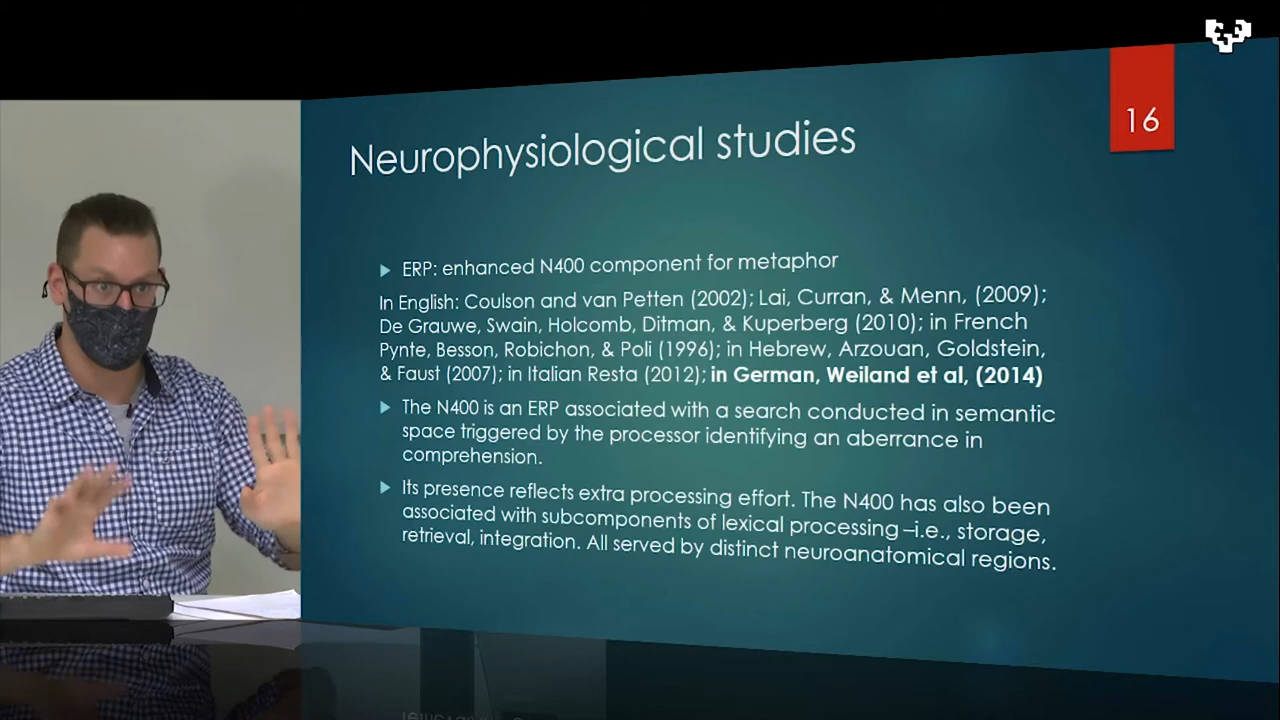 16
Neurophysiological studies
ERP: enhanced N400 component for metaphor
In English: Coulson and van Petten (2002); Lai, Curran, & Menn, (2009);
De Grauwe, Swain, Holcomb, Ditman, & Kuperberg (2010); in French
Pynte, Besson, Robichon, & Poli (1996); in Hebrew, Arzouan, Goldstein,
& Faust (2007); in Italian Resta (2012); in German, Weiland et al, (2014)
The N400 is an ERP associated with a search conducted in semantic
space triggered by the processor identifying an aberrance in
comprehension.
Its presence reflects extra processing effort. The N400 has also been
associated with subcomponents of lexical processing –i.e., storage,
retrieval, integration. All served by distinct neuroanatomical regions.